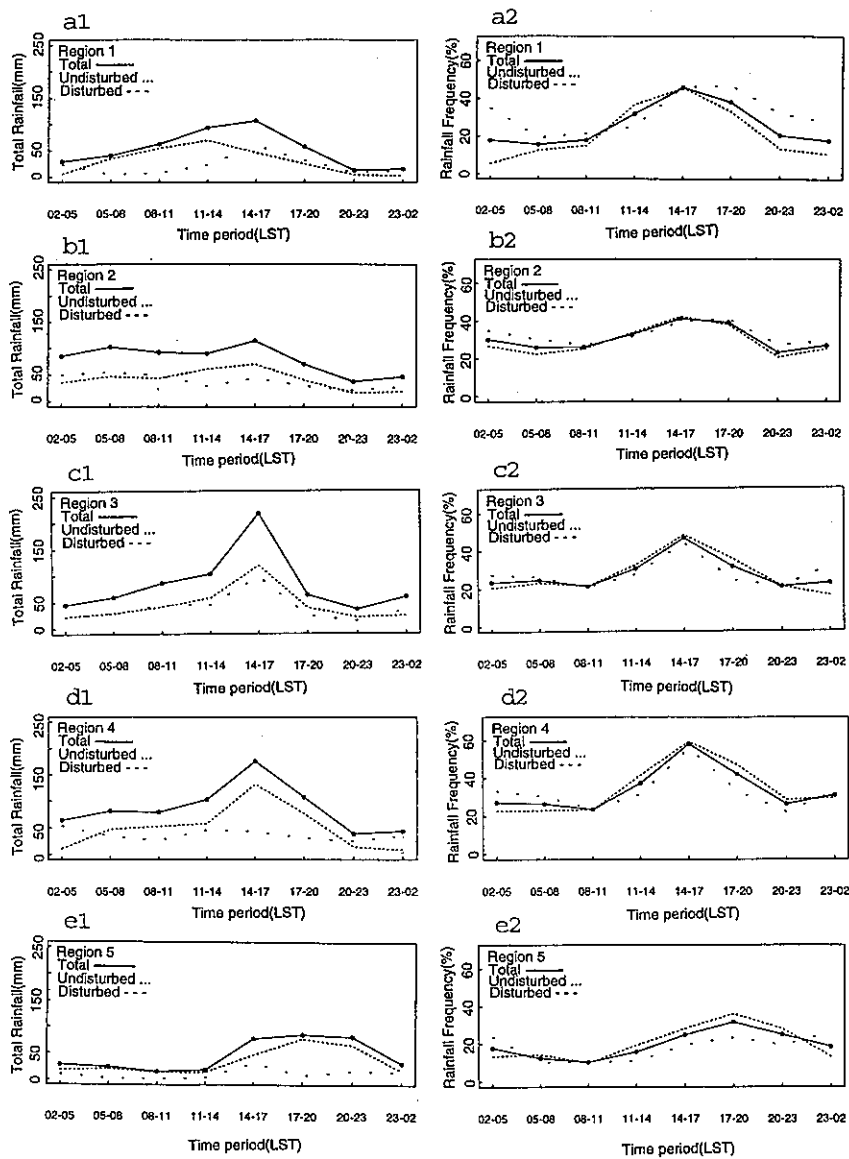 a1
250
150
50
0
Total Rainfall(mm)
Region 1
Total
Undisturbed ...
Disturbed ----
02-05 05-08 08-11 11-14 14-17 17-20 20-23 23-02
Time period(LST)
a2
60
40
20
0
Rainfall Frequency(%)
Region 1
Total
Undisturbed ...
Disturbed ----
02-05 05-08 08-11 11-14 14-17 17-20 20-23 23-02
Time period(LST)
b1
250
150
50
0
Total Rainfall(mm)
Region 2
Total
Undisturbed ...
Disturbed ----
02-05 05-08 08-11 11-14 14-17 17-20 20-23 23-02
Time period(LST)
b2
60
40
20
0
Rainfall Frequency(%)
Region 2
Total
Undisturbed ...
Disturbed ----
02-05 05-08 08-11 11-14 14-17 17-20 20-23 23-02
Time period(LST)
c1
250
150
50
0
Total Rainfall(mm)
Region 3
Total
Undisturbed ...
Disturbed ----
02-05 05-08 08-11 11-14 14-17 17-20 20-23 23-02
Time period(LST)
c2
60
40
20
0
Rainfall Frequency(%)
Region 3
Total
Undisturbed ...
Disturbed ----
02-05 05-08 08-11 11-14 14-17 17-20 20-23 23-02
Time period(LST)
d1
250
150
50
0
Total Rainfall(mm)
Region 4
Total
Undisturbed ...
Disturbed ----
02-05 05-08 08-11 11-14 14-17 17-20 20-23 23-02
Time period(LST)
d2
60
40
20
0
Rainfall Frequency(%)
Region 4
Total
Undisturbed ...
Disturbed ----
02-05 05-08 08-11 11-14 14-17 17-20 20-23 23-02
Time period(LST)
e1
250
150
50
0
Total Rainfall(mm)
Region 5
Total
Undisturbed ...
Disturbed ----
02-05 05-08 08-11 11-14 14-17 17-20 20-23 23-02
Time period(LST)
e2
60
40
20
0
Rainfall Frequency(%)
Region 5
Total
Undisturbed ...
Disturbed ----
02-05 05-08 08-11 11-14 14-17 17-20 20-23 23-02
Time period(LST)